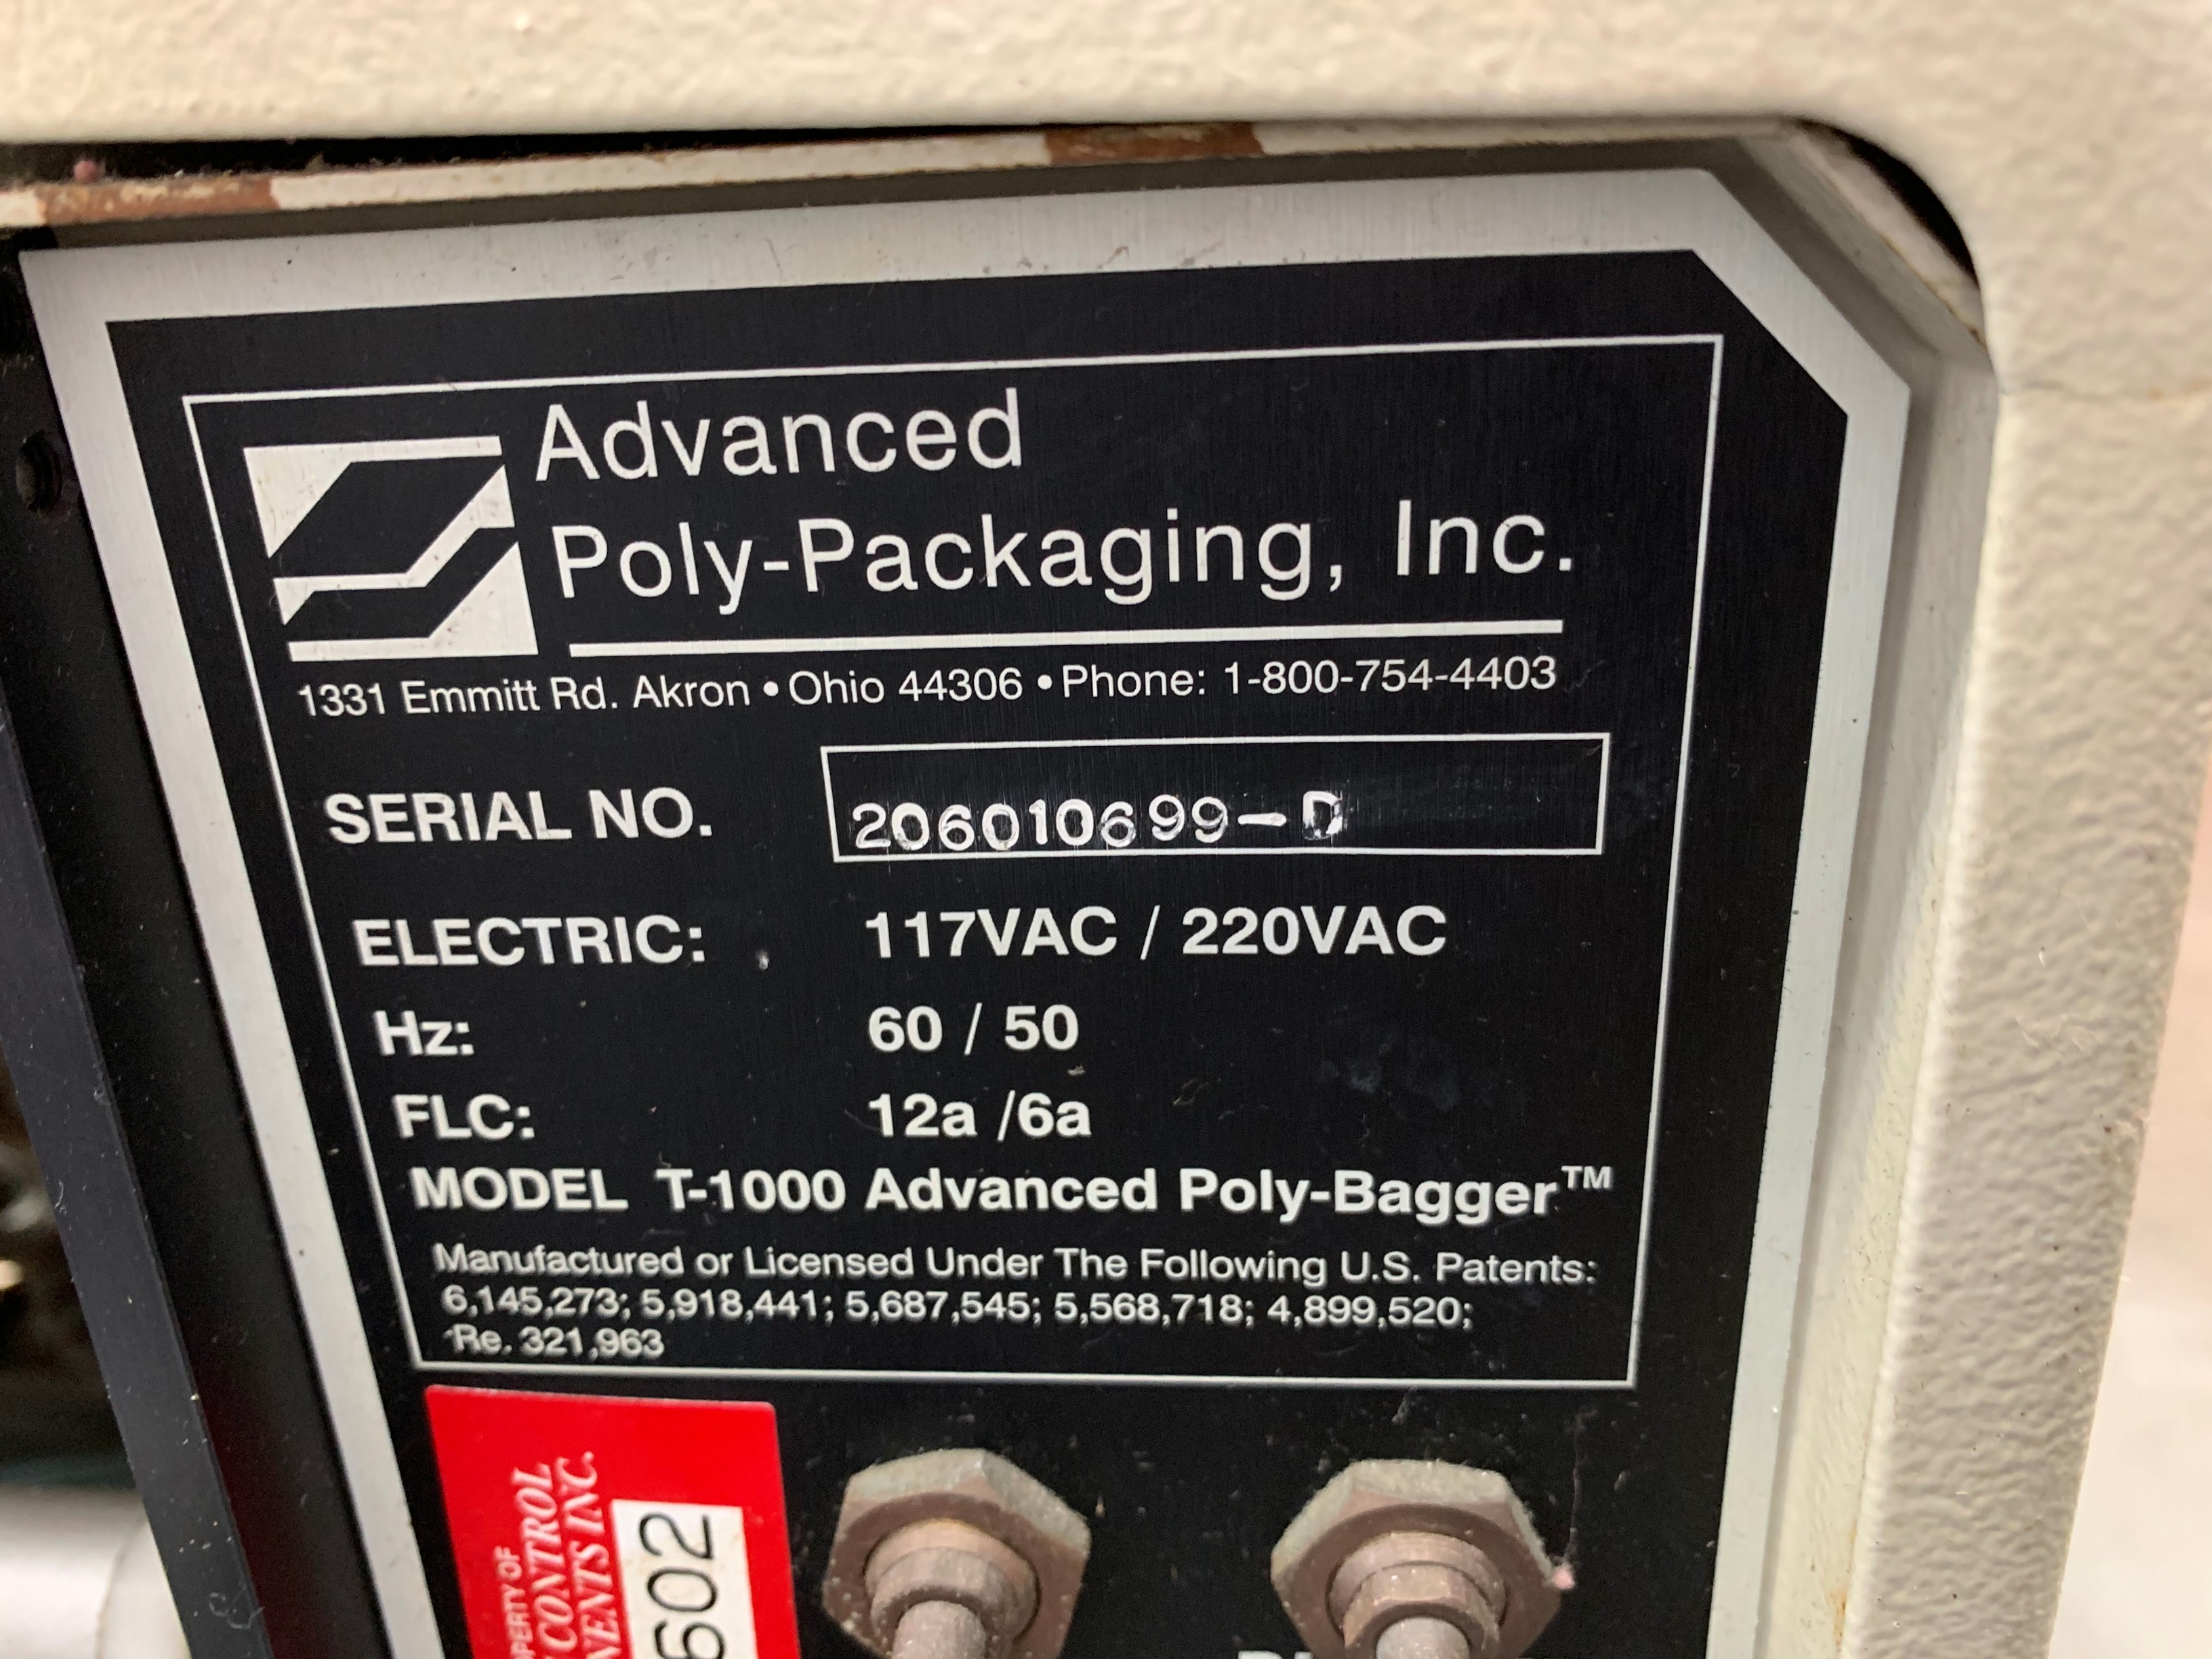 Advanced
Poly-Packaging, Inc.
1331 Emmitt Rd. Akron • Ohio 44306 • Phone: 1-800-754-4403
SERIAL NO. 206010699-D
ELECTRIC: 117VAC / 220VAC
Hz: 60 / 50
FLC: 12a /6a
MODEL T-1000 Advanced Poly-Bagger™
Manufactured or Licensed Under The Following U.S. Patents:
6,145,273; 5,918,441; 5,687,545; 5,568,718; 4,899,520;
Re. 321,963
CONTROL
INC.
602